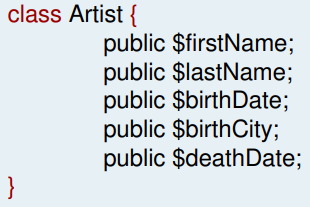 class Artist {
public $firstName;
public $lastName;
public $birthDate;
public $birthCity;
public $deathDate;
}